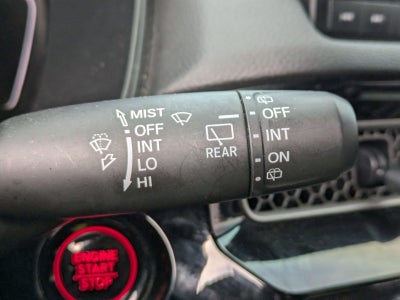 MIST
OFF
INT
LO
HI
REAR
OFF
INT
ON
ENGINE
START
STOP